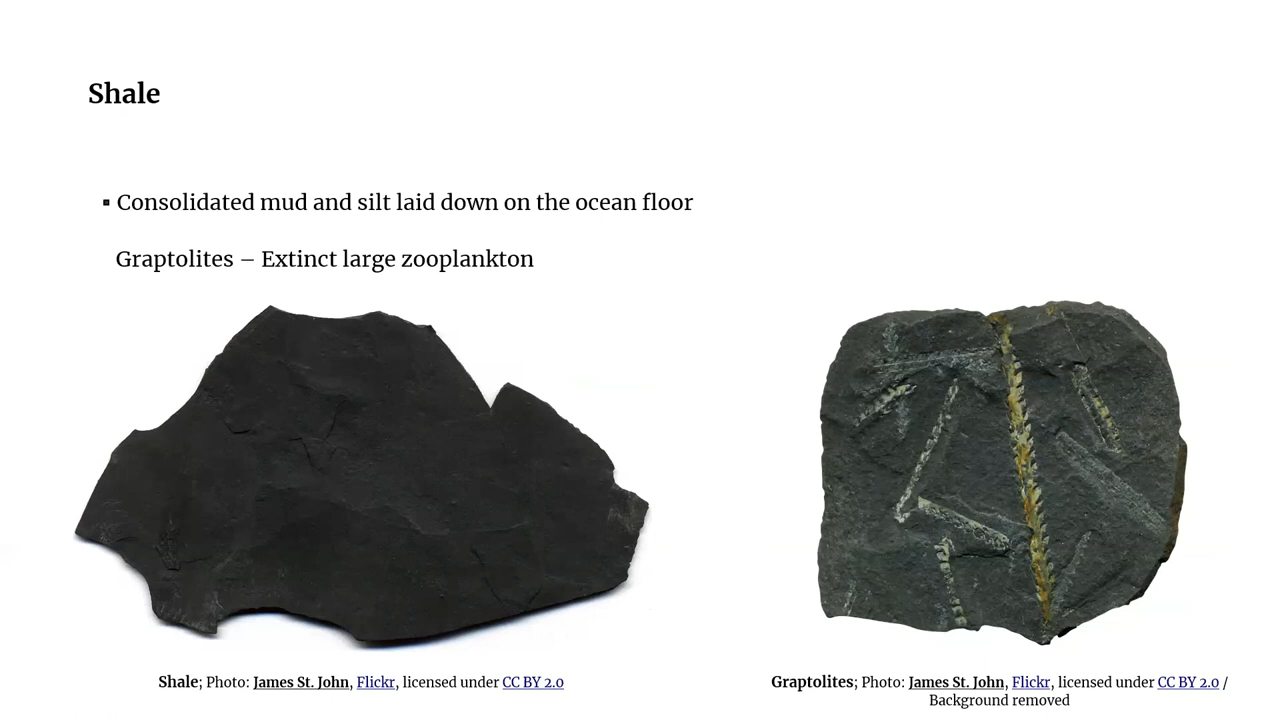 Shale
▪ Consolidated mud and silt laid down on the ocean floor
Graptolites – Extinct large zooplankton
Shale; Photo: James St. John, Flickr, licensed under CC BY 2.0
Graptolites; Photo: James St. John, Flickr, licensed under CC BY 2.0 /
Background removed